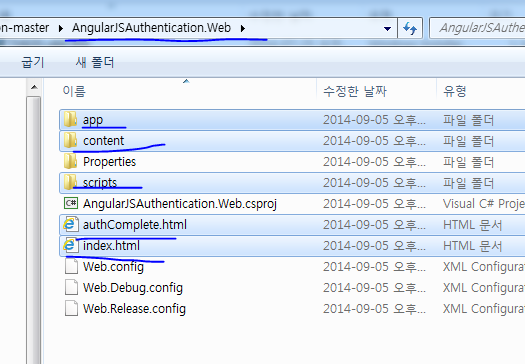 on-master ▸ AngularJSAuthentication.Web ▸ AngularJSAuthentica
굽기 새 폴더
이름 수정한 날짜 유형
app 2014-09-05 오후... 파일 폴더
content 2014-09-05 오후... 파일 폴더
Properties 2014-09-05 오후... 파일 폴더
scripts 2014-09-05 오후... 파일 폴더
AngularJSAuthentication.Web.csproj 2014-09-05 오후... Visual C# Proje
authComplete.html 2014-09-05 오후... HTML 문서
index.html 2014-09-05 오후... HTML 문서
Web.config 2014-09-05 오후... XML Configurat
Web.Debug.config 2014-09-05 오후... XML Configurat
Web.Release.config 2014-09-05 오후... XML Configurat